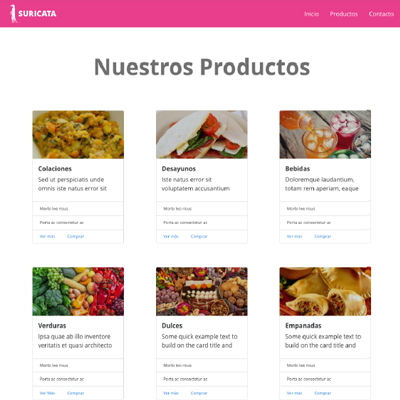 SURICATA
Inicio Productos Contacto
Nuestros Productos
Colaciones
Sed ut perspiciatis unde
omnis iste natus error sit
Morbi leo risus
Porta ac consectetur ac
Ver más Comprar
Desayunos
Iste natus error sit
voluptatem accusantium
Morbi leo risus
Porta ac consectetur ac
Ver más Comprar
Bebidas
Doloremque laudantium,
totam rem aperiam, eaque
Morbi leo risus
Porta ac consectetur ac
Ver más Comprar
Verduras
Ipsa quae ab illo inventore
veritatis et quasi architecto
Morbi leo risus
Porta ac consectetur ac
Ver Más Comprar
Dulces
Some quick example text to
build on the card title and
Morbi leo risus
Porta ac consectetur ac
Ver más Comprar
Empanadas
Some quick example text to
build on the card title and
Morbi leo risus
Porta ac consectetur ac
Ver más Comprar